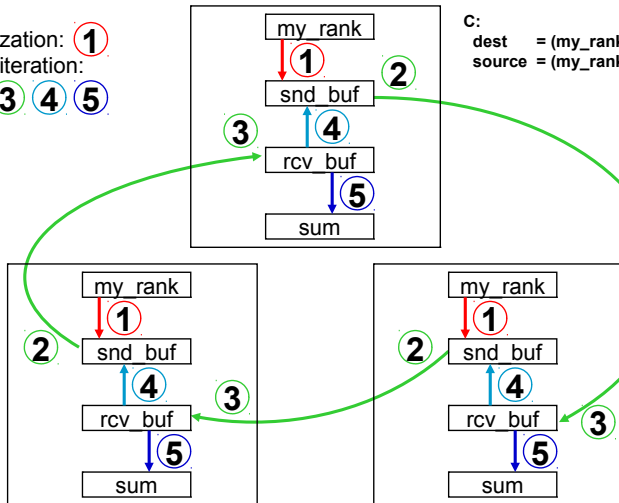 zation: 1
iteration:
3 4 5
C:
dest = (my_rank
source = (my_rank
my_rank
1
2
snd_buf
3
4
rcv_buf
5
sum
my_rank
1
2
snd_buf
4
3
rcv_buf
5
sum
my_rank
1
2
snd_buf
4
rcv_buf
3
5
sum